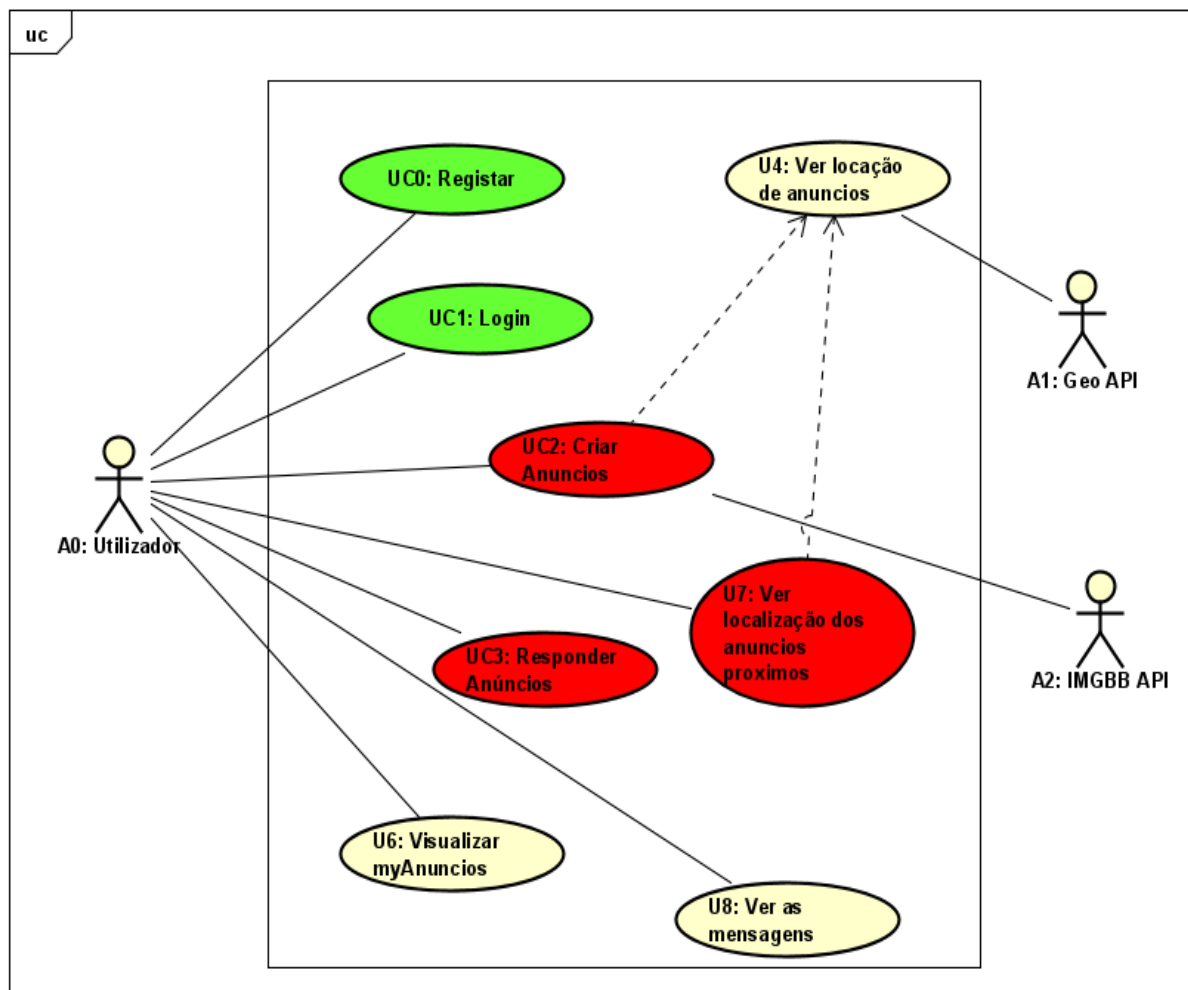 uc
UC0: Registar
U4: Ver locação
de anuncios
UC1: Login
A1: Geo API
UC2: Criar
Anuncios
A0: Utilizador
U7: Ver
localização dos
anuncios
proximos
UC3: Responder
Anúncios
A2: IMGBB API
U6: Visualizar
myAnuncios
U8: Ver as
mensagens